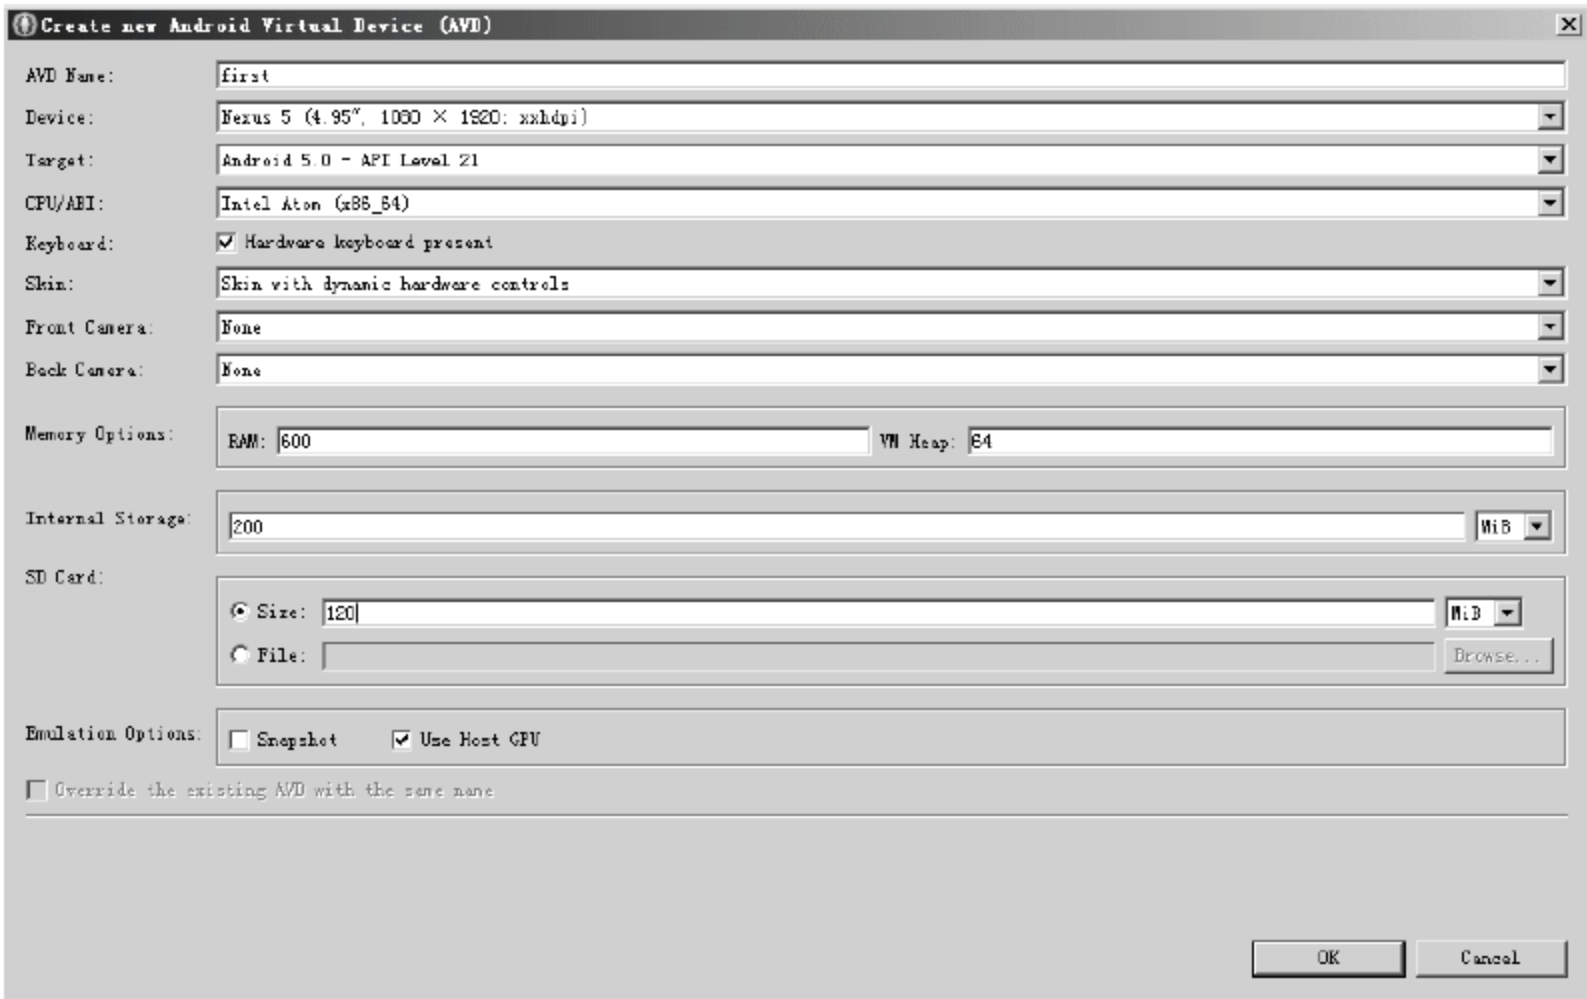 Create new Android Virtual Device (AVD)
AVD Name: first
Device: Nexus 5 (4.95", 1080 × 1920: xxhdpi)
Target: Android 5.0 - API Level 21
CPU/ABI: Intel Atom (x86_64)
Keyboard: Hardware keyboard present
Skin: Skin with dynamic hardware controls
Front Camera: None
Back Camera: None
Memory Options: RAM: 600 VM Heap: 64
Internal Storage: 200 MiB
SD Card:
Size: 120 MiB
File: Browse...
Emulation Options: Snapshot Use Host GPU
Override the existing AVD with the same name
OK Cancel